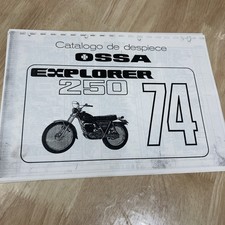 Catalogo de despiece
OSSA
EXPLORER
250
74